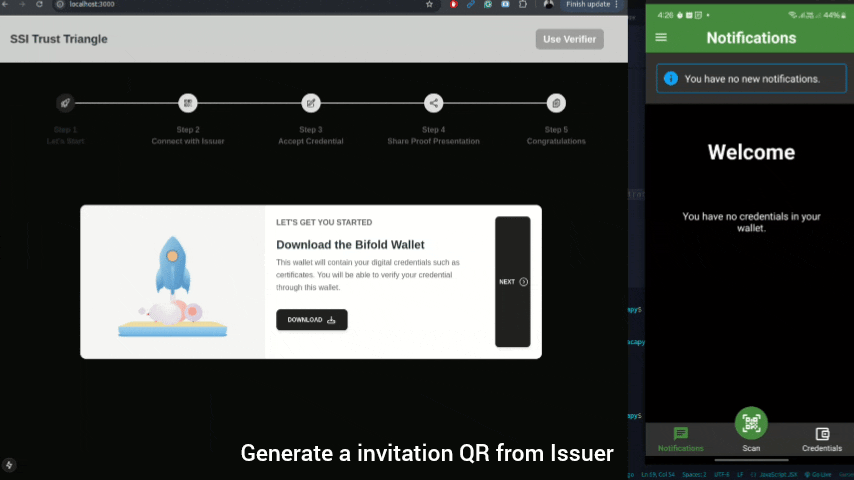 localhost:3000
Finish update
SSI Trust Triangle
Use Verifier
Step 1
Let's Start
Step 2
Connect with Issuer
Step 3
Accept Credential
Step 4
Share Proof Presentation
Step 5
Congratulations
LET'S GET YOU STARTED
Download the Bifold Wallet
This wallet will contain your digital credentials such as
certificates. You will be able to verify your credential
through this wallet.
DOWNLOAD
NEXT
Generate a invitation QR from Issuer
4:26
44%
Notifications
You have no new notifications.
Welcome
You have no credentials in your
wallet.
Notifications
Scan
Credentials
apy$
acapy
apy$
Ln 69, Col 54 Spaces: 2 UTF-8 LF JavaScript JSX Go Live